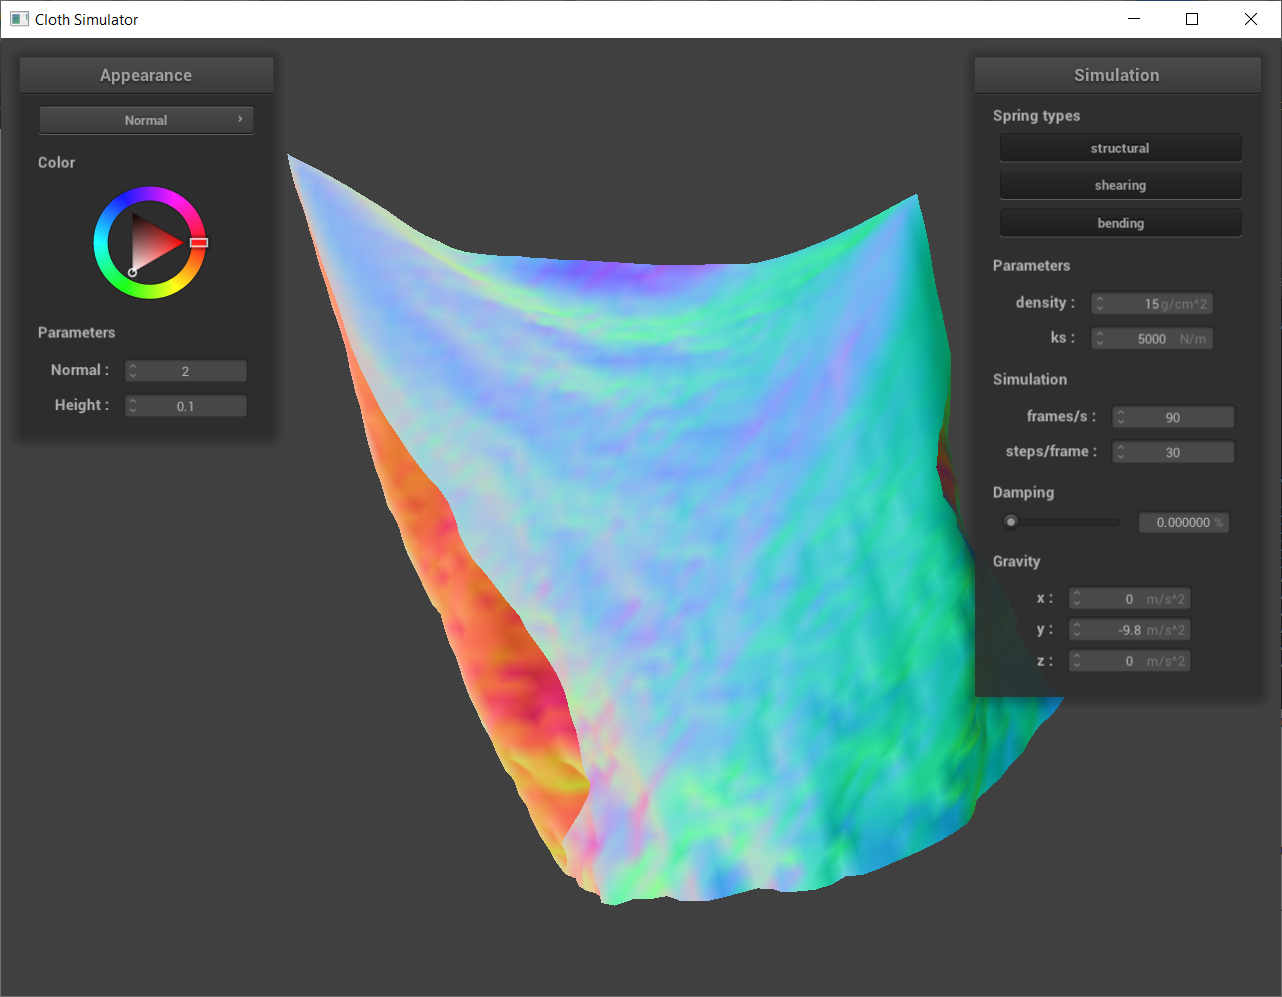 Cloth Simulator
Appearance
Normal
Color
Parameters
Normal : 2
Height : 0.1
Simulation
Spring types
structural
shearing
bending
Parameters
density : 15 g/cm^2
ks : 5000 N/m
Simulation
frames/s : 90
steps/frame : 30
Damping
0.000000 %
Gravity
x : 0 m/s^2
y : -9.8 m/s^2
z : 0 m/s^2